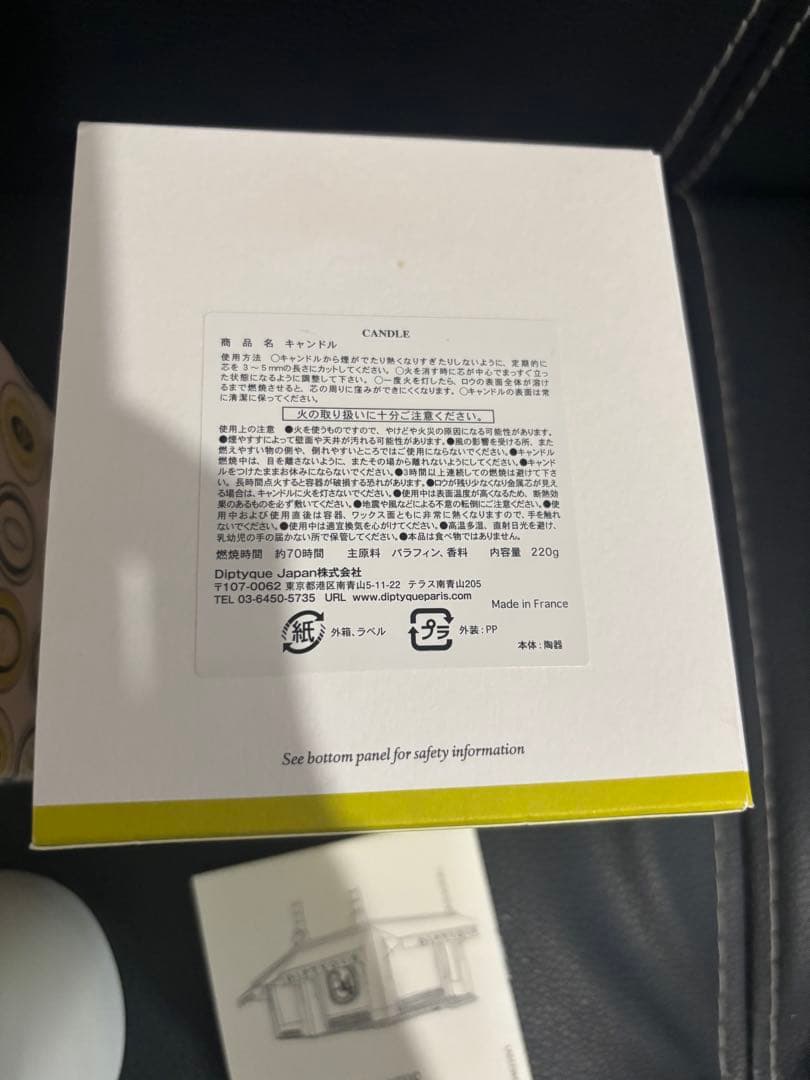 CANDLE
商 品 名 キャンドル
使用方法 ○キャンドルから煙がでたり熱くなりすぎたりしないように、定期的に
芯を 3〜5mmの長さにカットしてください。○火を消す時に芯が中心でまっすぐ立っ
た状態になるように調整して下さい。○一度火を灯したら、ロウの表面全体が溶け
るまで燃焼させると、芯の周りに窪みができにくくなります。○キャンドルの表面は常
に清潔に保ってください。
火の取り扱いに十分ご注意ください。
使用上の注意 ●火を使うものですので、やけどや火災の原因になる可能性があります。
●煙やすすによって壁面や天井が汚れる可能性があります。●風の影響を受ける所、また
燃えやすい物の側や、倒れやすいところではご使用にならないでください。●キャンドル
燃焼中は、目を離さないように、またその場から離れないようにしてください。●キャンド
ルをつけたままお休みにならないでください。●3時間以上連続しての燃焼は避けて下さ
い。長時間点火すると容器が破損する恐れがあります。●ロウが残り少なくなり金属芯が見え
る場合は、キャンドルに火を灯さないでください。●使用中は表面温度が高くなるため、断熱効
果のあるものを必ず敷いてください。●地震や風などによる不意の転倒にご注意ください。●使
用中および使用直後は容器、ワックス面ともに非常に熱くなりますので、手を触れ
ないでください。●使用中は適宜換気を心がけてください。●高温多湿、直射日光を避け、
乳幼児の手の届かない所で保管してください。●本品は食べ物ではありません。
燃焼時間 約70時間 主原料 パラフィン、香料 内容量 220g
Diptyque Japan株式会社
〒107-0062 東京都港区南青山5-11-22 テラス南青山205
TEL 03-6450-5735 URL www.diptyqueparis.com
Made in France
紙 外箱、ラベル プラ 外装:PP
本体:陶器
See bottom panel for safety information
DIPTYQUE